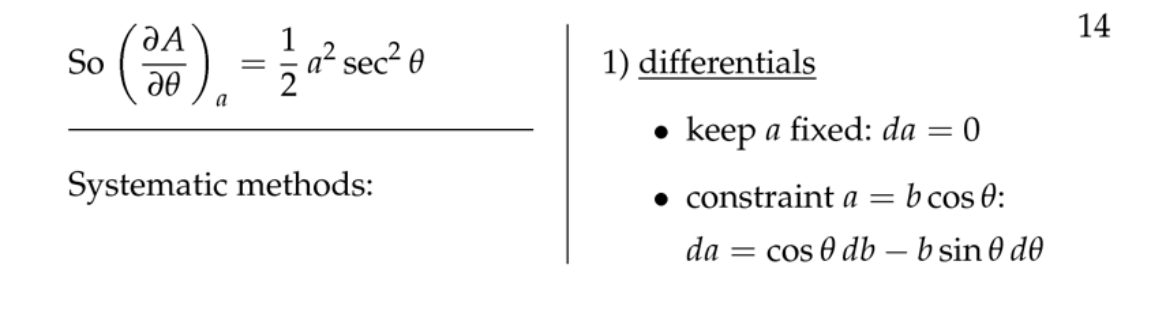 So $\left(\frac{\partial A}{\partial \theta}\right)_a = \frac{1}{2} a^2 \sec^2 \theta$
Systematic methods:
14
1) differentials
• keep $a$ fixed: $da = 0$
• constraint $a = b \cos \theta$:
$da = \cos \theta \, db - b \sin \theta \, d\theta$